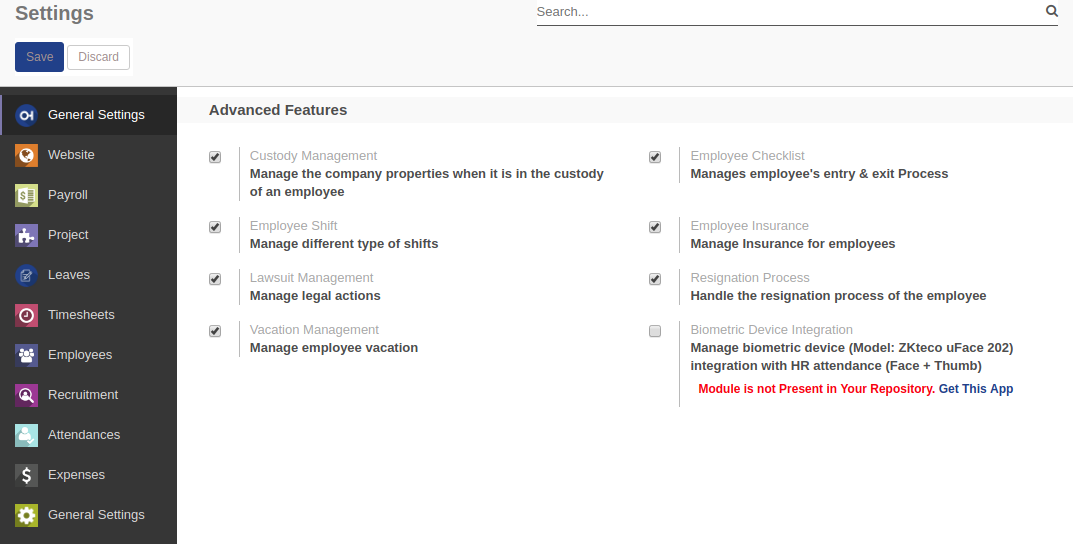 Settings
Search...
Save
Discard
General Settings
Website
Payroll
Project
Leaves
Timesheets
Employees
Recruitment
Attendances
Expenses
General Settings
Advanced Features
Custody Management
Manage the company properties when it is in the custody
of an employee
Employee Checklist
Manages employee's entry & exit Process
Employee Shift
Manage different type of shifts
Employee Insurance
Manage Insurance for employees
Lawsuit Management
Manage legal actions
Resignation Process
Handle the resignation process of the employee
Vacation Management
Manage employee vacation
Biometric Device Integration
Manage biometric device (Model: ZKteco uFace 202)
integration with HR attendance (Face + Thumb)
Module is not Present in Your Repository. Get This App